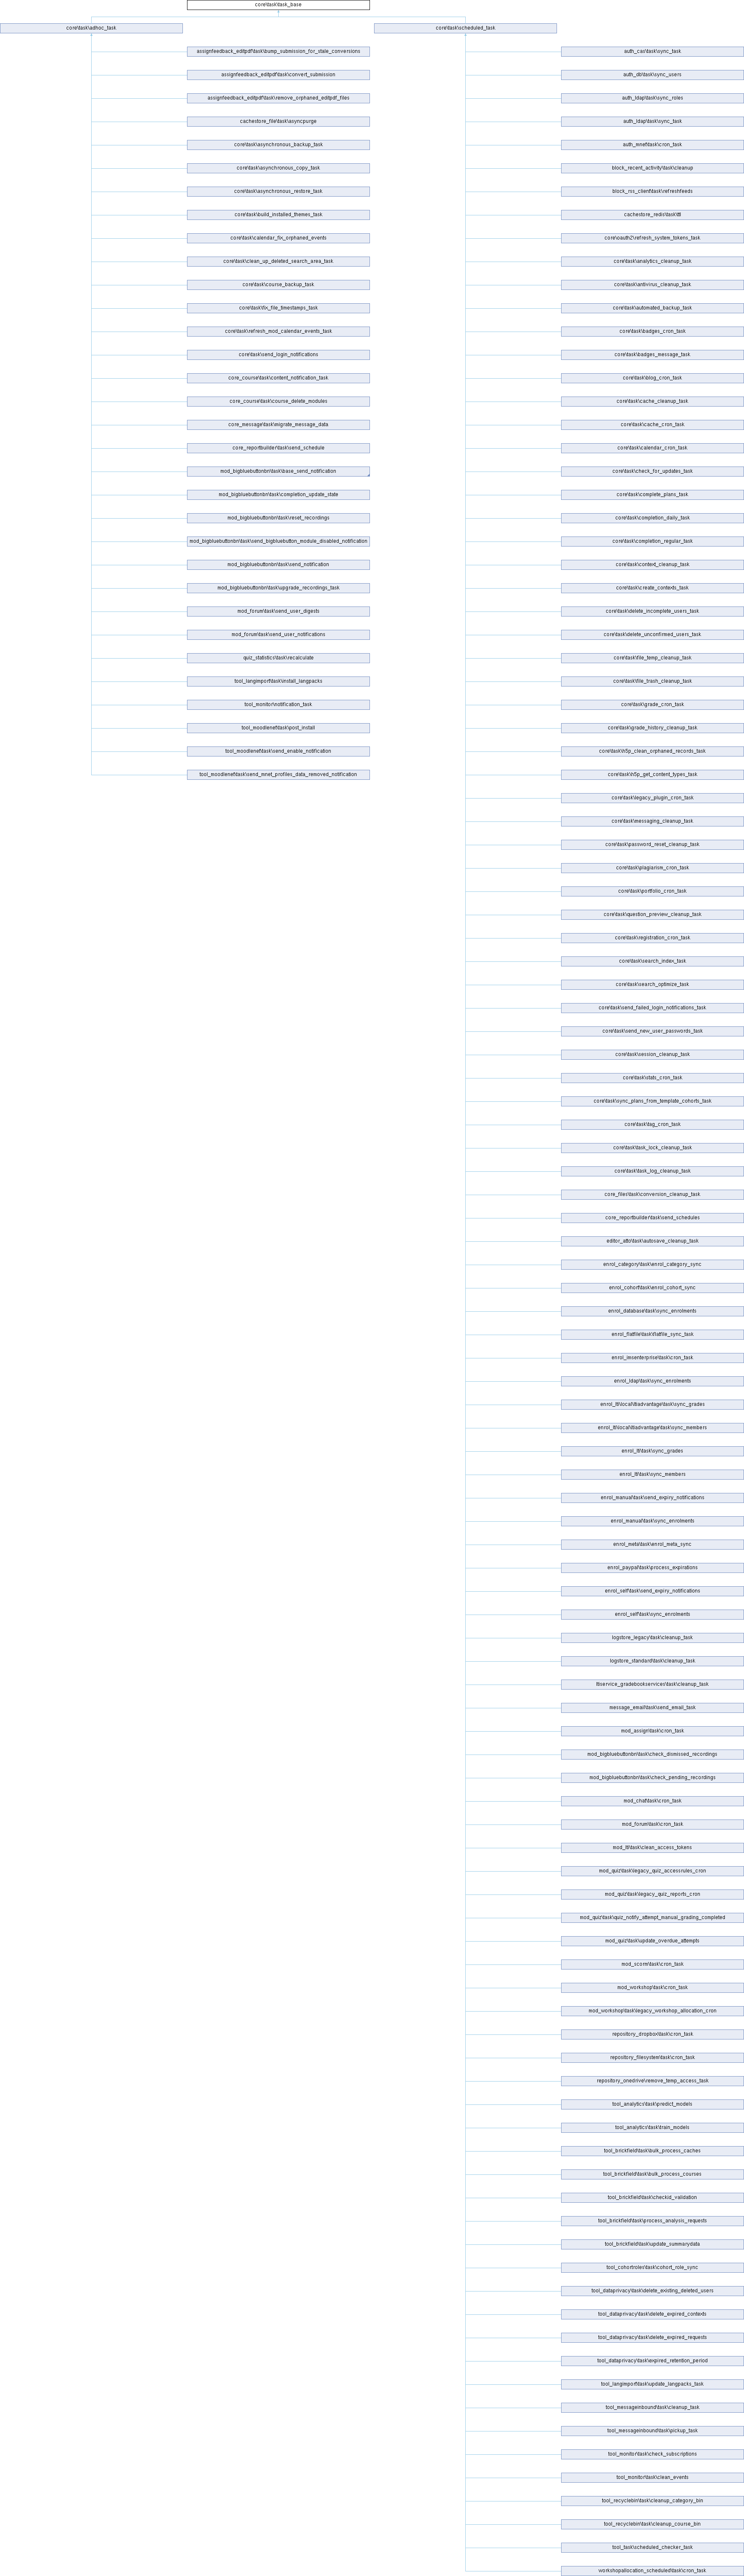 core\task\task_base
core\task\adhoc_task
core\task\scheduled_task
assignfeedback_editpdf\task\bump_submission_for_stale_conversions
assignfeedback_editpdf\task\convert_submission
assignfeedback_editpdf\task\remove_orphaned_editpdf_files
cachestore_file\task\asyncpurge
core\task\asynchronous_backup_task
core\task\asynchronous_copy_task
core\task\asynchronous_restore_task
core\task\build_installed_themes_task
core\task\calendar_fix_orphaned_events
core\task\clean_up_deleted_search_area_task
core\task\course_backup_task
core\task\fix_file_timestamps_task
core\task\refresh_mod_calendar_events_task
core\task\send_login_notifications
core_course\task\content_notification_task
core_course\task\course_delete_modules
core_message\task\migrate_message_data
core_reportbuilder\task\send_schedule
mod_bigbluebuttonbn\task\base_send_notification
mod_bigbluebuttonbn\task\completion_update_state
mod_bigbluebuttonbn\task\reset_recordings
mod_bigbluebuttonbn\task\send_bigbluebutton_module_disabled_notification
mod_bigbluebuttonbn\task\send_notification
mod_bigbluebuttonbn\task\upgrade_recordings_task
mod_forum\task\send_user_digests
mod_forum\task\send_user_notifications
quiz_statistics\task\recalculate
tool_langimport\task\install_langpacks
tool_monitor\notification_task
tool_moodlenet\task\post_install
tool_moodlenet\task\send_enable_notification
tool_moodlenet\task\send_mnet_profiles_data_removed_notification
auth_cas\task\sync_task
auth_db\task\sync_users
auth_ldap\task\sync_roles
auth_ldap\task\sync_task
auth_mnet\task\cron_task
block_recent_activity\task\cleanup
block_rss_client\task\refreshfeeds
cachestore_redis\task\ttl
core\oauth2\refresh_system_tokens_task
core\task\analytics_cleanup_task
core\task\antivirus_cleanup_task
core\task\automated_backup_task
core\task\badges_cron_task
core\task\badges_message_task
core\task\blog_cron_task
core\task\cache_cleanup_task
core\task\cache_cron_task
core\task\calendar_cron_task
core\task\check_for_updates_task
core\task\complete_plans_task
core\task\completion_daily_task
core\task\completion_regular_task
core\task\context_cleanup_task
core\task\create_contexts_task
core\task\delete_incomplete_users_task
core\task\delete_unconfirmed_users_task
core\task\file_temp_cleanup_task
core\task\file_trash_cleanup_task
core\task\grade_cron_task
core\task\grade_history_cleanup_task
core\task\h5p_clean_orphaned_records_task
core\task\h5p_get_content_types_task
core\task\legacy_plugin_cron_task
core\task\messaging_cleanup_task
core\task\password_reset_cleanup_task
core\task\plagiarism_cron_task
core\task\portfolio_cron_task
core\task\question_preview_cleanup_task
core\task\registration_cron_task
core\task\search_index_task
core\task\search_optimize_task
core\task\send_failed_login_notifications_task
core\task\send_new_user_passwords_task
core\task\session_cleanup_task
core\task\stats_cron_task
core\task\sync_plans_from_template_cohorts_task
core\task\tag_cron_task
core\task\task_lock_cleanup_task
core\task\task_log_cleanup_task
core_files\task\conversion_cleanup_task
core_reportbuilder\task\send_schedules
editor_atto\task\autosave_cleanup_task
enrol_category\task\enrol_category_sync
enrol_cohort\task\enrol_cohort_sync
enrol_database\task\sync_enrolments
enrol_flatfile\task\flatfile_sync_task
enrol_imsenterprise\task\cron_task
enrol_ldap\task\sync_enrolments
enrol_lti\local\ltiadvantage\task\sync_grades
enrol_lti\local\ltiadvantage\task\sync_members
enrol_lti\task\sync_grades
enrol_lti\task\sync_members
enrol_manual\task\send_expiry_notifications
enrol_manual\task\sync_enrolments
enrol_meta\task\enrol_meta_sync
enrol_paypal\task\process_expirations
enrol_self\task\send_expiry_notifications
enrol_self\task\sync_enrolments
logstore_legacy\task\cleanup_task
logstore_standard\task\cleanup_task
ltiservice_gradebookservices\task\cleanup_task
message_email\task\send_email_task
mod_assign\task\cron_task
mod_bigbluebuttonbn\task\check_dismissed_recordings
mod_bigbluebuttonbn\task\check_pending_recordings
mod_chat\task\cron_task
mod_forum\task\cron_task
mod_lti\task\clean_access_tokens
mod_quiz\task\legacy_quiz_accessrules_cron
mod_quiz\task\legacy_quiz_reports_cron
mod_quiz\task\quiz_notify_attempt_manual_grading_completed
mod_quiz\task\update_overdue_attempts
mod_scorm\task\cron_task
mod_workshop\task\cron_task
mod_workshop\task\legacy_workshop_allocation_cron
repository_dropbox\task\cron_task
repository_filesystem\task\cron_task
repository_onedrive\remove_temp_access_task
tool_analytics\task\predict_models
tool_analytics\task\train_models
tool_brickfield\task\bulk_process_caches
tool_brickfield\task\bulk_process_courses
tool_brickfield\task\checkid_validation
tool_brickfield\task\process_analysis_requests
tool_brickfield\task\update_summarydata
tool_cohortroles\task\cohort_role_sync
tool_dataprivacy\task\delete_existing_deleted_users
tool_dataprivacy\task\delete_expired_contexts
tool_dataprivacy\task\delete_expired_requests
tool_dataprivacy\task\expired_retention_period
tool_langimport\task\update_langpacks_task
tool_messageinbound\task\cleanup_task
tool_messageinbound\task\pickup_task
tool_monitor\task\check_subscriptions
tool_monitor\task\clean_events
tool_recyclebin\task\cleanup_category_bin
tool_recyclebin\task\cleanup_course_bin
tool_task\scheduled_checker_task
workshopallocation_scheduled\task\cron_task